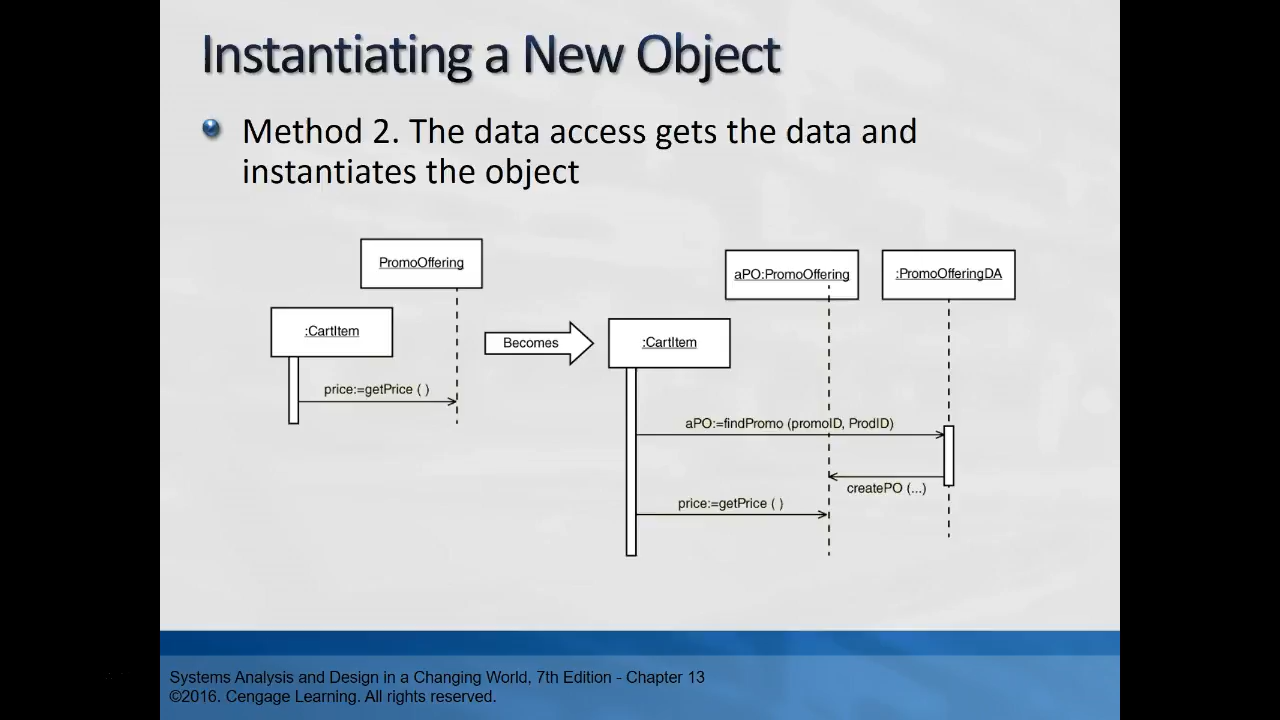 Instantiating a New Object
Method 2. The data access gets the data and
instantiates the object
PromoOffering
:CartItem
price:=getPrice ( )
Becomes
aPO:PromoOffering
:PromoOfferingDA
:CartItem
aPO:=findPromo (promoID, ProdID)
createPO (...)
price:=getPrice ( )
Systems Analysis and Design in a Changing World, 7th Edition - Chapter 13
©2016. Cengage Learning. All rights reserved.